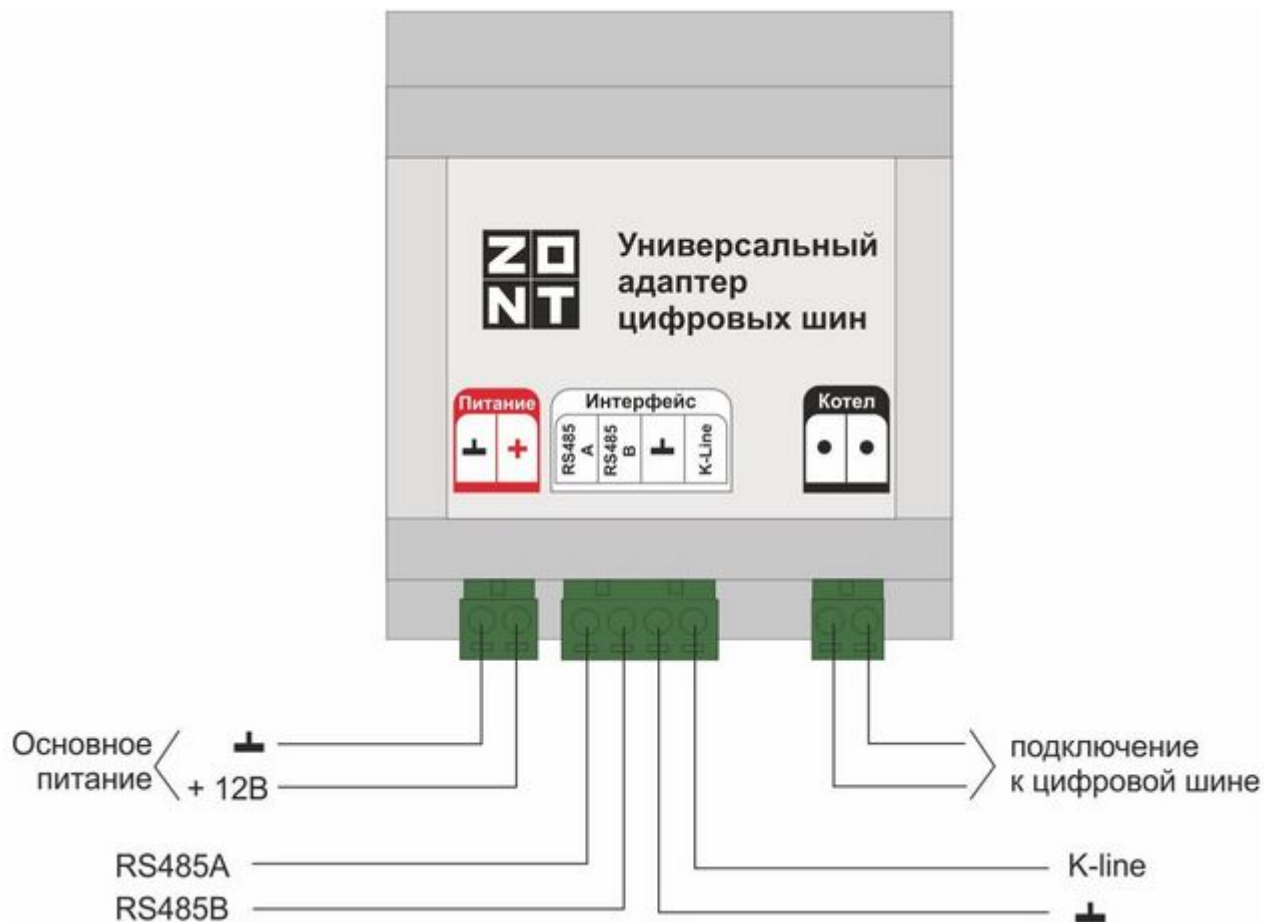 ZO
NT
Универсальный
адаптер
цифровых шин
Питание
+
Интерфейс
RS485
A
RS485
B
K-Line
Котел
Основное
питание
+ 12В
RS485A
RS485B
подключение
к цифровой шине
K-line